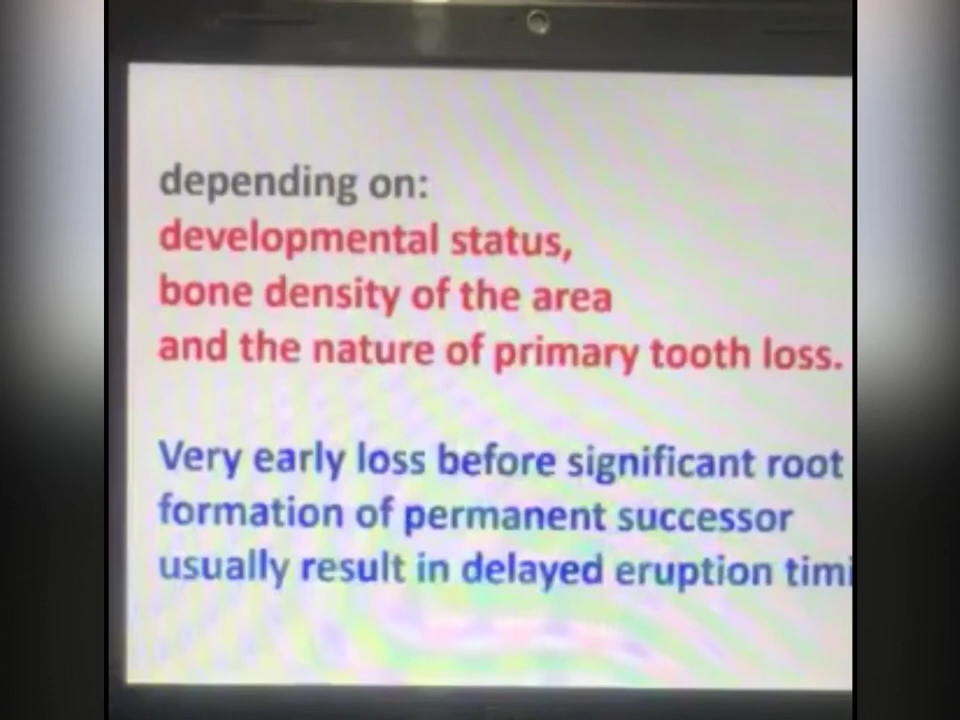 depending on:
developmental status,
bone density of the area
and the nature of primary tooth loss.
Very early loss before significant root
formation of permanent successor
usually result in delayed eruption timi